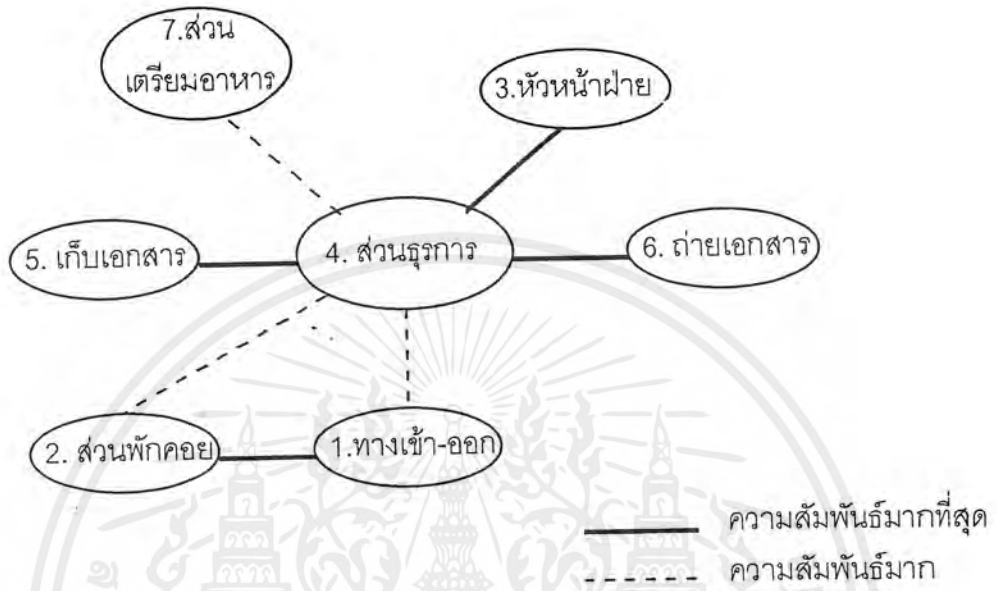 7.ส่วน
เตรียมอาหาร
3.หัวหน้าฝ่าย
5. เก็บเอกสาร
4. ส่วนธุรการ
6. ถ่ายเอกสาร
2. ส่วนพักคอย
1.ทางเข้า-ออก
ความสัมพันธ์มากที่สุด
ความสัมพันธ์มาก